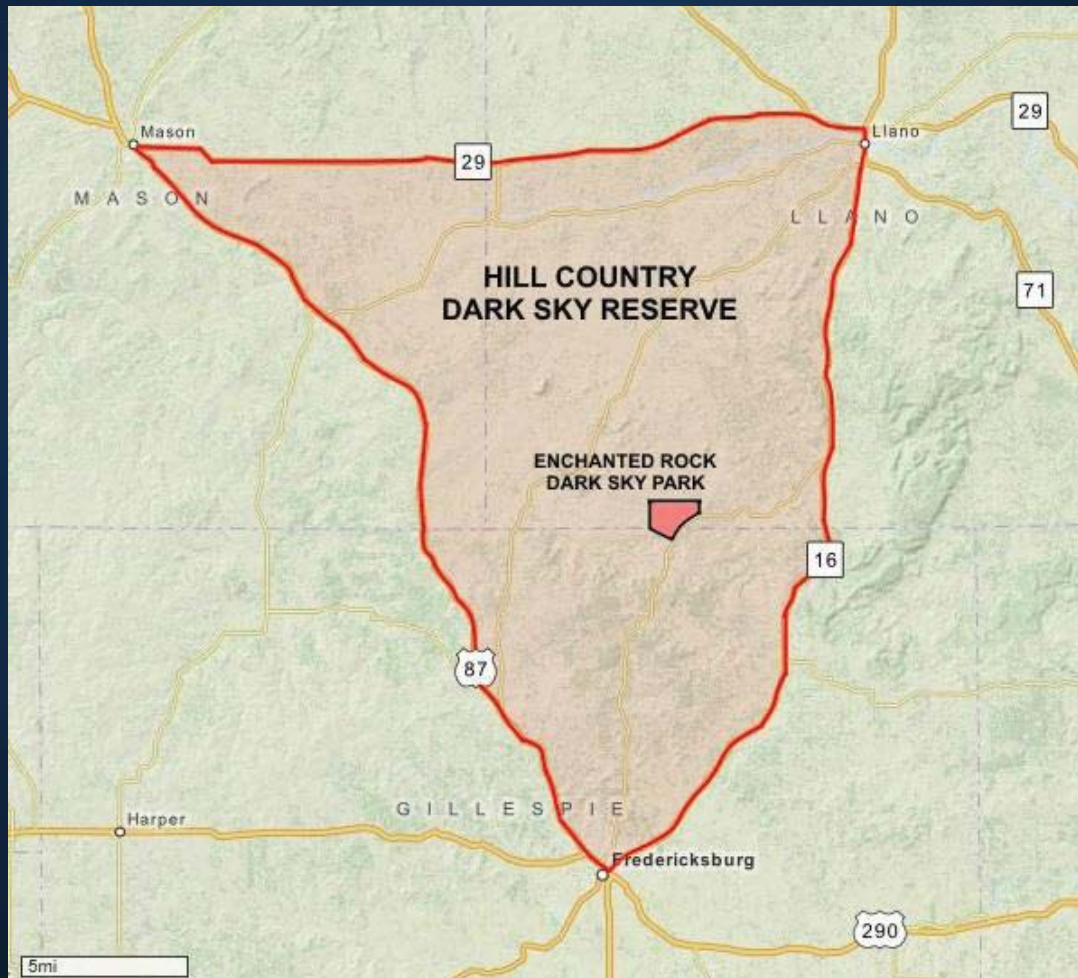 Mason
Llano
29
29
MASON
LLANO
HILL COUNTRY
DARK SKY RESERVE
71
ENCHANTED ROCK
DARK SKY PARK
16
87
GILLESPIE
Harper
Fredericksburg
290
5mi